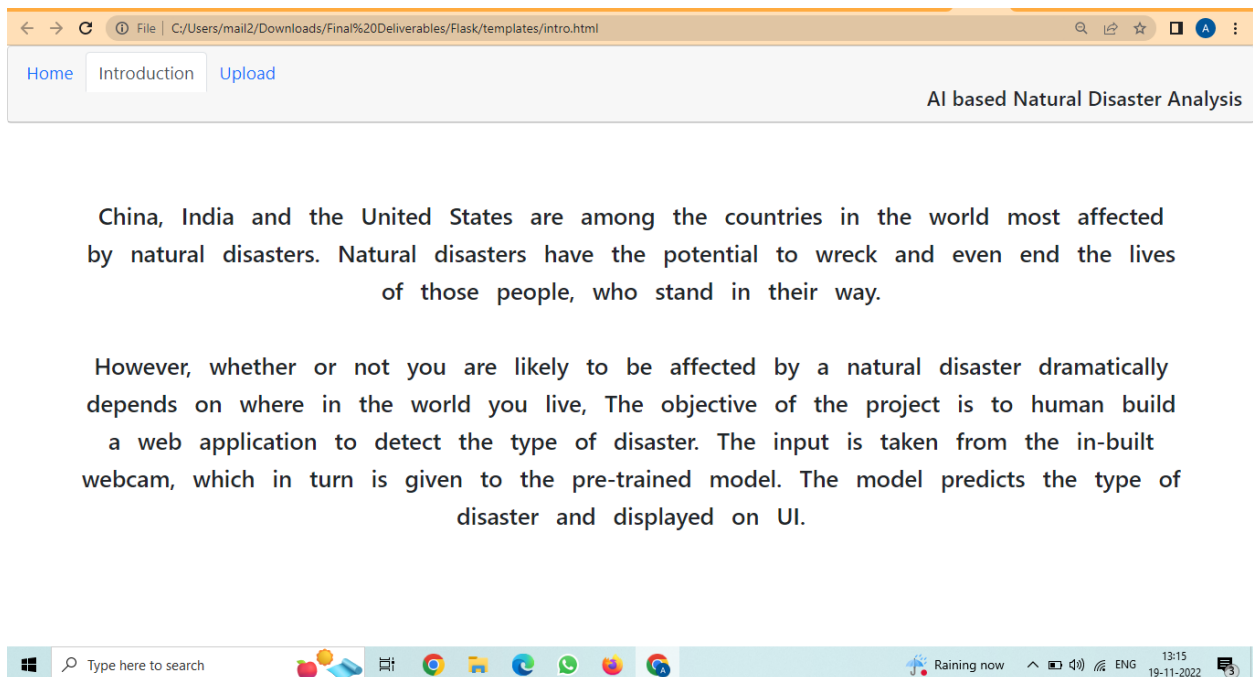 File | C:/Users/mail2/Downloads/Final%20Deliverables/Flask/templates/intro.html
A
Home Introduction Upload
AI based Natural Disaster Analysis
China, India and the United States are among the countries in the world most affected
by natural disasters. Natural disasters have the potential to wreck and even end the lives
of those people, who stand in their way.
However, whether or not you are likely to be affected by a natural disaster dramatically
depends on where in the world you live, The objective of the project is to human build
a web application to detect the type of disaster. The input is taken from the in-built
webcam, which in turn is given to the pre-trained model. The model predicts the type of
disaster and displayed on UI.
Type here to search
Raining now
ENG
13:15
19-11-2022
3